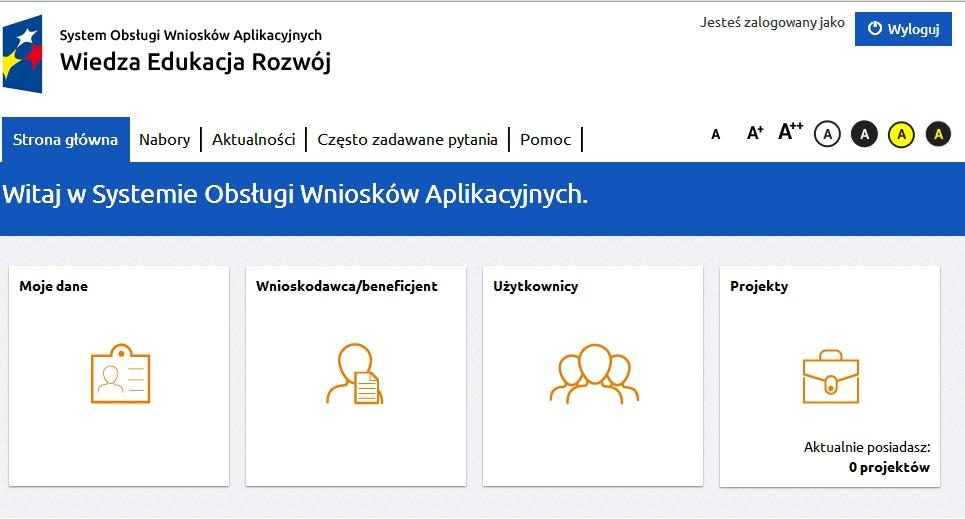 Jesteś zalogowany jako
Wyloguj
System Obsługi Wniosków Aplikacyjnych
Wiedza Edukacja Rozwój
Strona główna
Nabory
Aktualności
Często zadawane pytania
Pomoc
A A+ A++ A A A A
Witaj w Systemie Obsługi Wniosków Aplikacyjnych.
Moje dane
Wnioskodawca/beneficjent
Użytkownicy
Projekty
Aktualnie posiadasz:
0 projektów